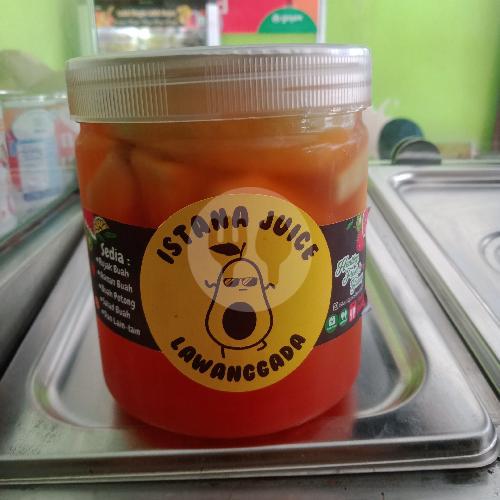 ISTANA JUICE
LAWANGGADA
Sedia :
•Rujak Buah
•Asinan Buah
•Buah Potong
•Salad Buah
•Dan Lain-lain